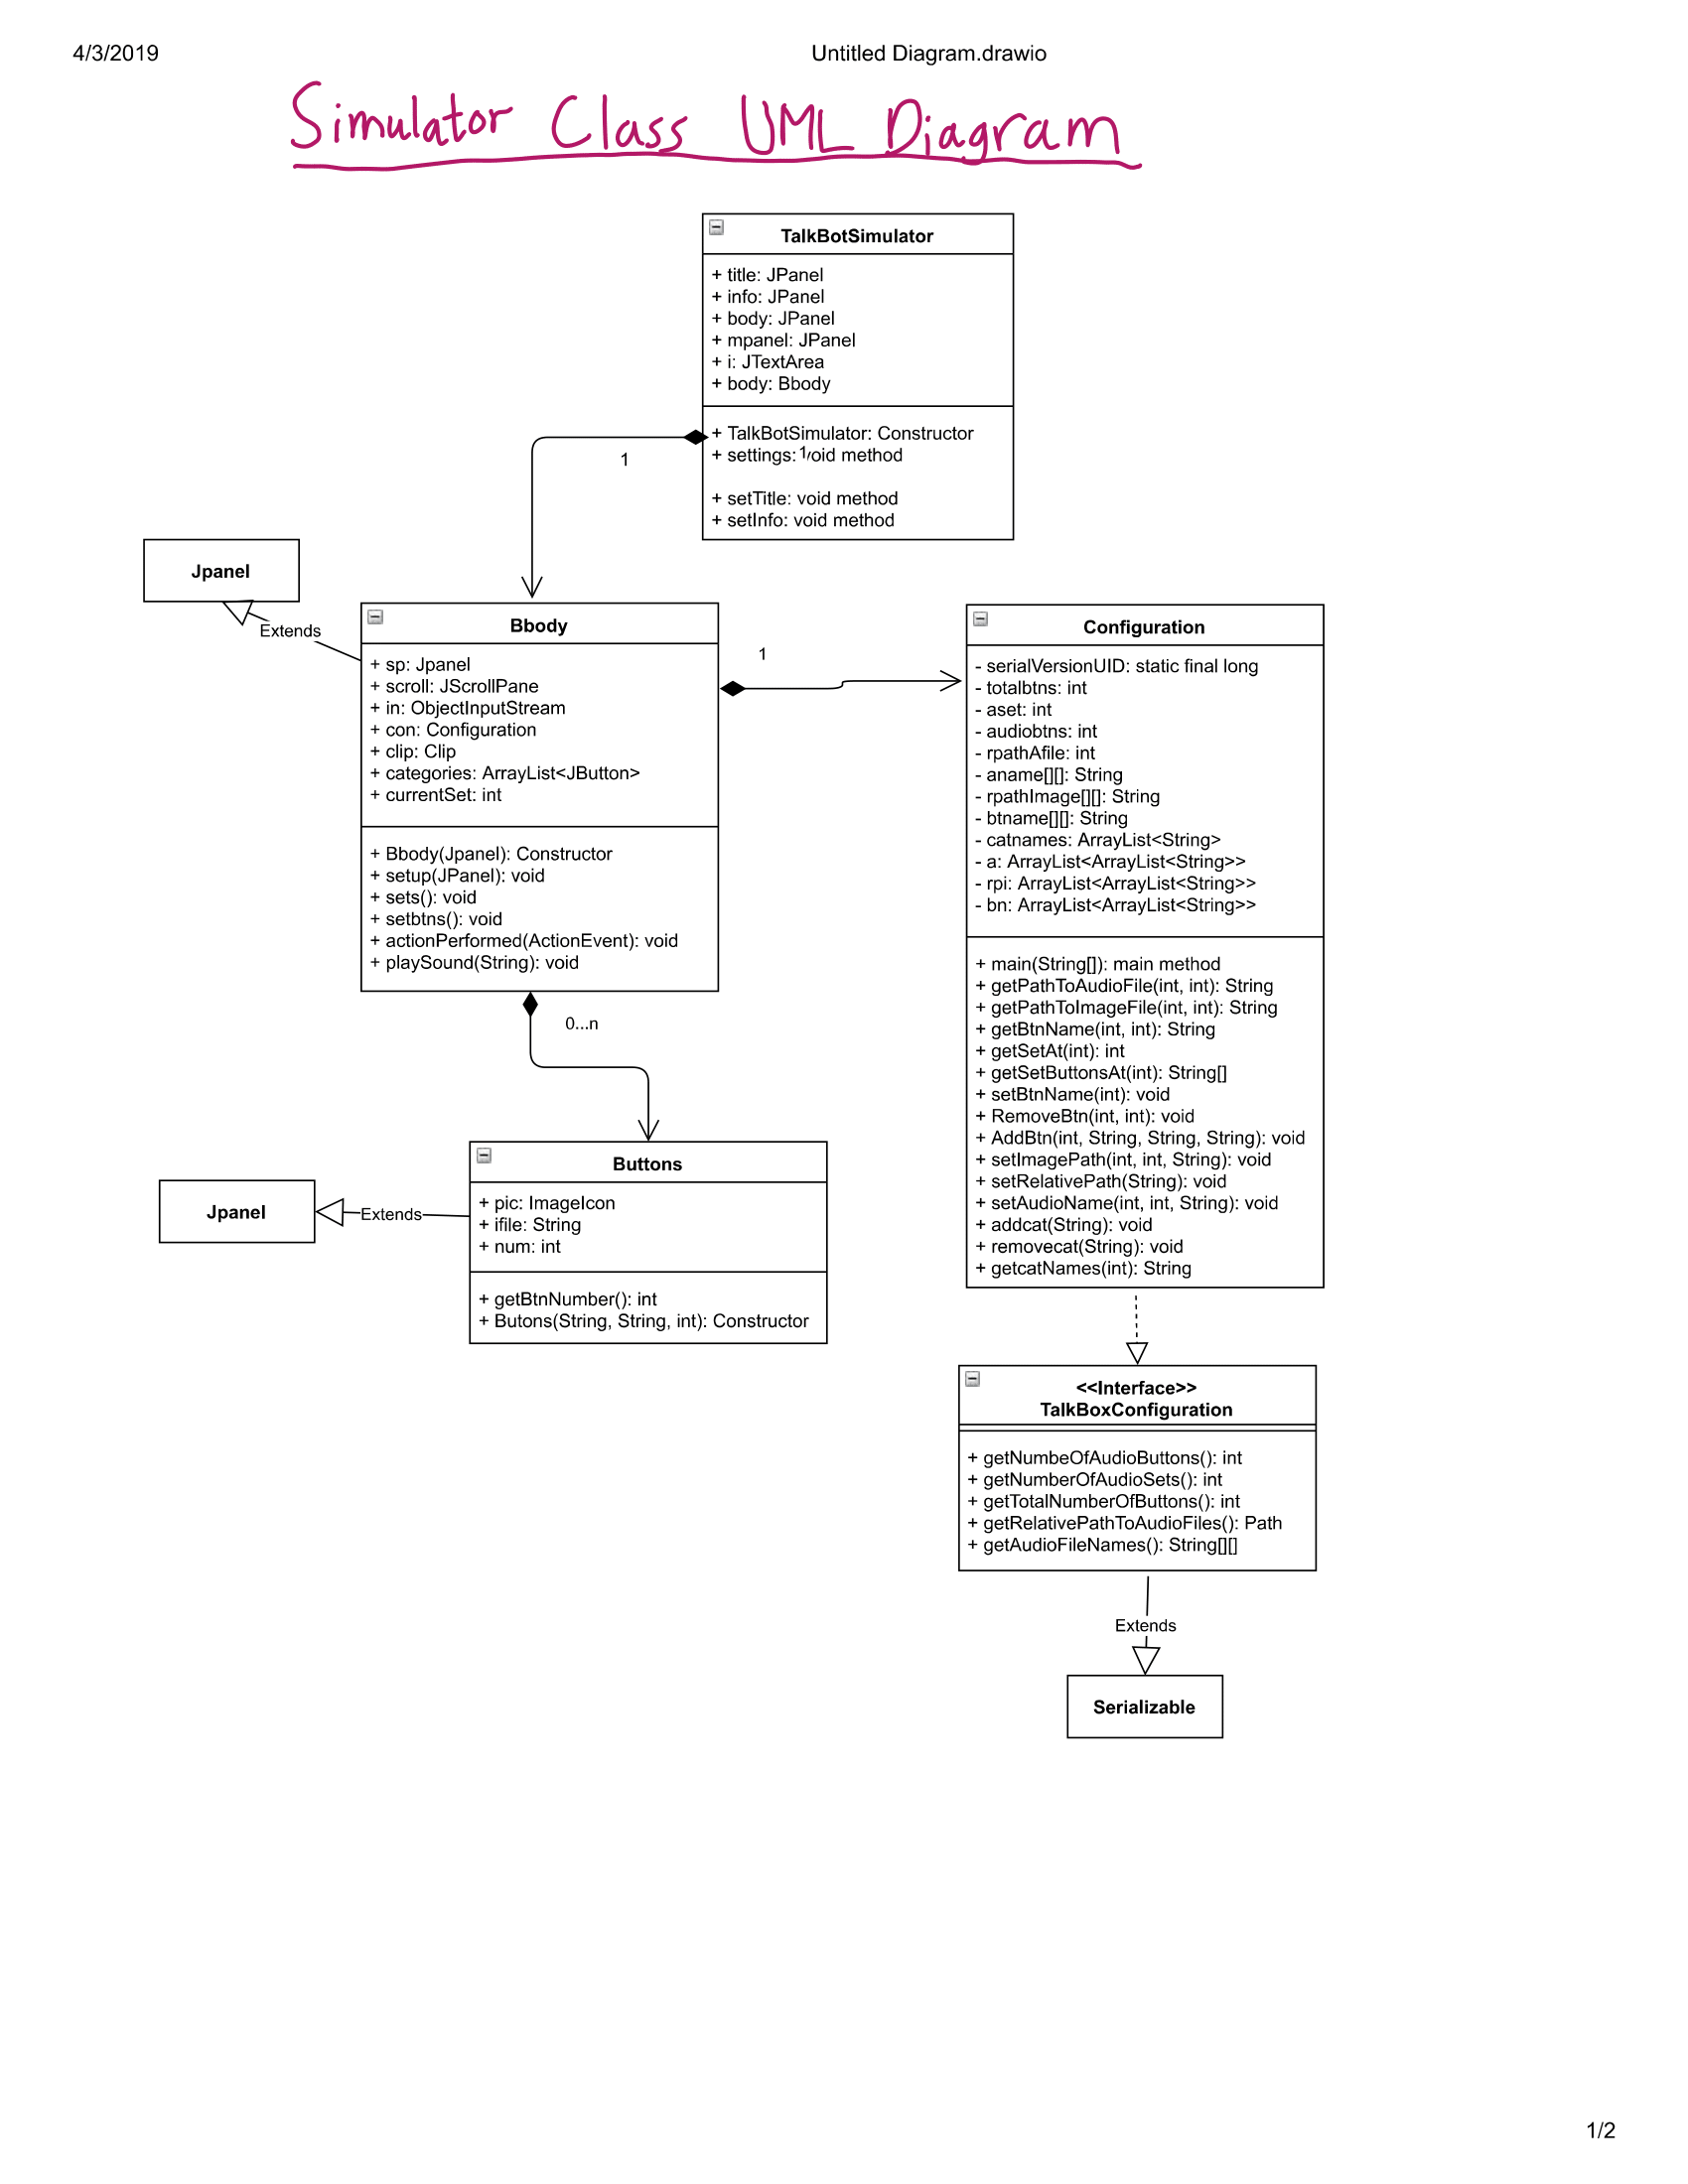 4/3/2019
Untitled Diagram.drawio
Simulator Class UML Diagram
TalkBotSimulator
+ title: JPanel
+ info: JPanel
+ body: JPanel
+ mpanel: JPanel
+ i: JTextArea
+ body: Bbody
+ TalkBotSimulator: Constructor
+ settings: void method
1
+ setTitle: void method
+ setInfo: void method
1
Jpanel
Extends
Bbody
+ sp: Jpanel
+ scroll: JScrollPane
+ in: ObjectInputStream
+ con: Configuration
+ clip: Clip
+ categories: ArrayList<JButton>
+ currentSet: int
+ Bbody(Jpanel): Constructor
+ setup(JPanel): void
+ sets(): void
+ setbtns(): void
+ actionPerformed(ActionEvent): void
+ playSound(String): void
1
Configuration
- serialVersionUID: static final long
- totalbtns: int
- aset: int
- audiobtns: int
- rpathAfile: int
- aname[][]: String
- rpathImage[][]: String
- btname[][]: String
- catnames: ArrayList<String>
- a: ArrayList<ArrayList<String>>
- rpi: ArrayList<ArrayList<String>>
- bn: ArrayList<ArrayList<String>>
+ main(String[]): main method
+ getPathToAudioFile(int, int): String
+ getPathToImageFile(int, int): String
+ getBtnName(int, int): String
+ getSetAt(int): int
+ getSetButtonsAt(int): String[]
+ setBtnName(int): void
+ RemoveBtn(int, int): void
+ AddBtn(int, String, String, String): void
+ setImagePath(int, int, String): void
+ setRelativePath(String): void
+ setAudioName(int, int, String): void
+ addcat(String): void
+ removecat(String): void
+ getcatNames(int): String
0...n
Jpanel
Extends
Buttons
+ pic: ImageIcon
+ ifile: String
+ num: int
+ getBtnNumber(): int
+ Butons(String, String, int): Constructor
<<Interface>>
TalkBoxConfiguration
+ getNumbeOfAudioButtons(): int
+ getNumberOfAudioSets(): int
+ getTotalNumberOfButtons(): int
+ getRelativePathToAudioFiles(): Path
+ getAudioFileNames(): String[][]
Extends
Serializable
1/2